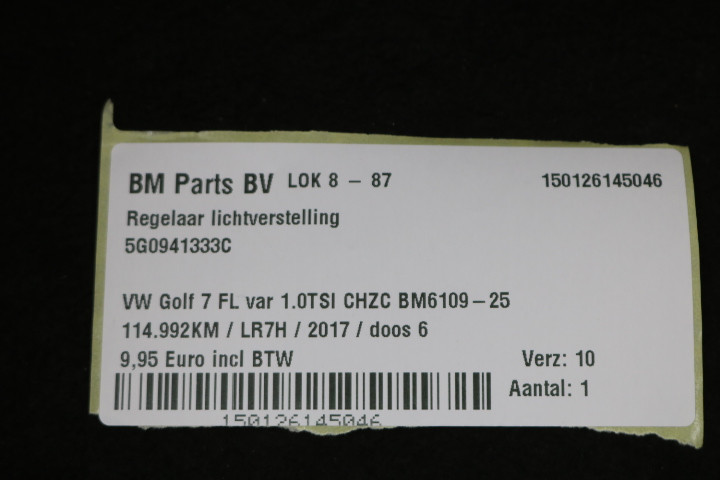 BM Parts BV LOK 8 - 87 150126145046
Regelaar lichtverstelling
5G0941333C
VW Golf 7 FL var 1.0TSI CHZC BM6109-25
114.992KM / LR7H / 2017 / doos 6
9,95 Euro incl BTW Verz: 10
Aantal: 1
150126145046